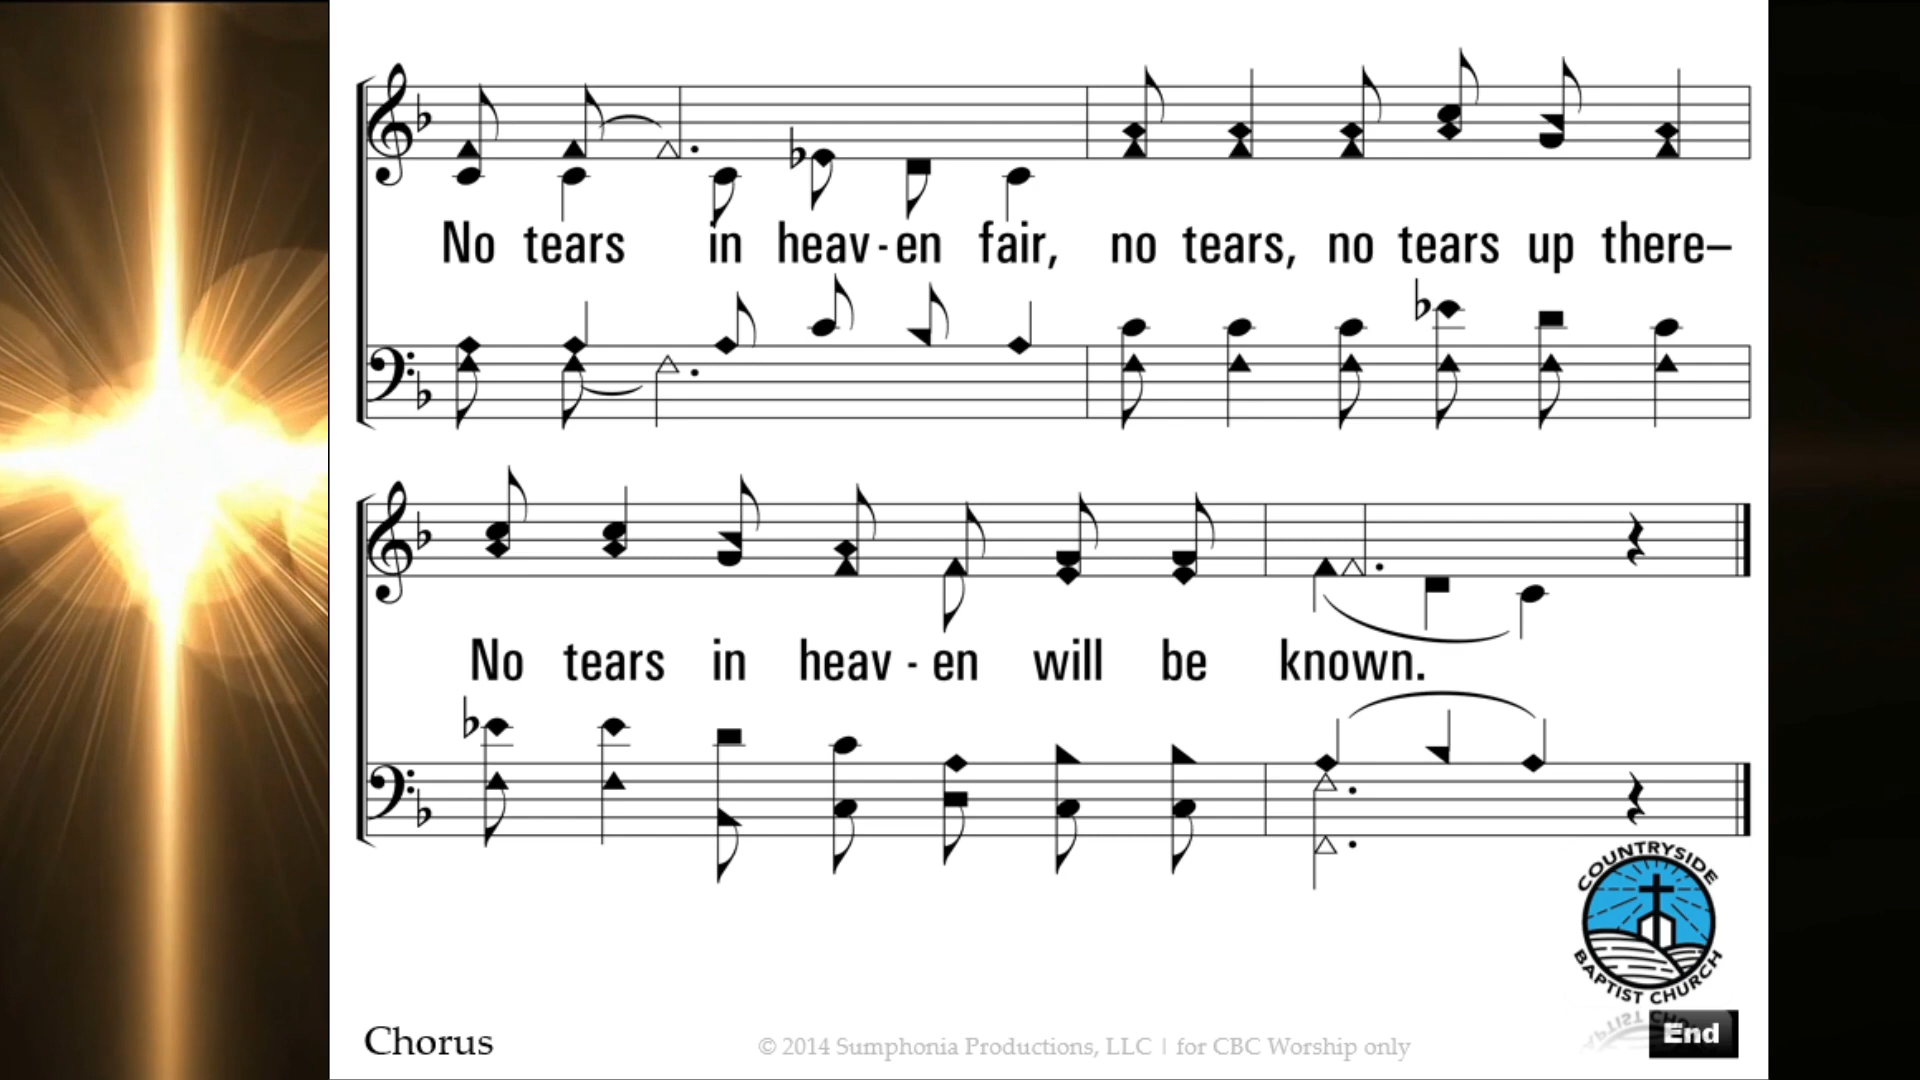 No tears in heav-en fair, no tears, no tears up there–
No tears in heav-en will be known.
COUNTRYSIDE
BAPTIST CHURCH
Chorus
© 2014 Sumphonia Productions, LLC | for CBC Worship only
End